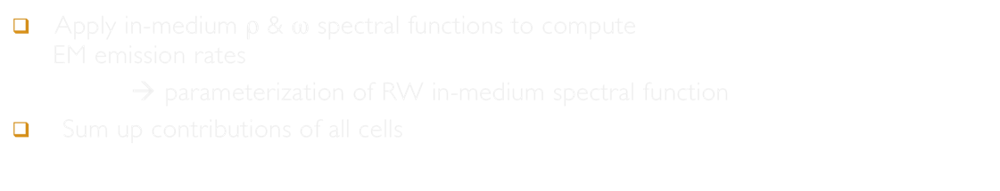 ❑ Apply in-medium ρ & ω spectral functions to compute
EM emission rates
→ parameterization of RW in-medium spectral function
❑ Sum up contributions of all cells